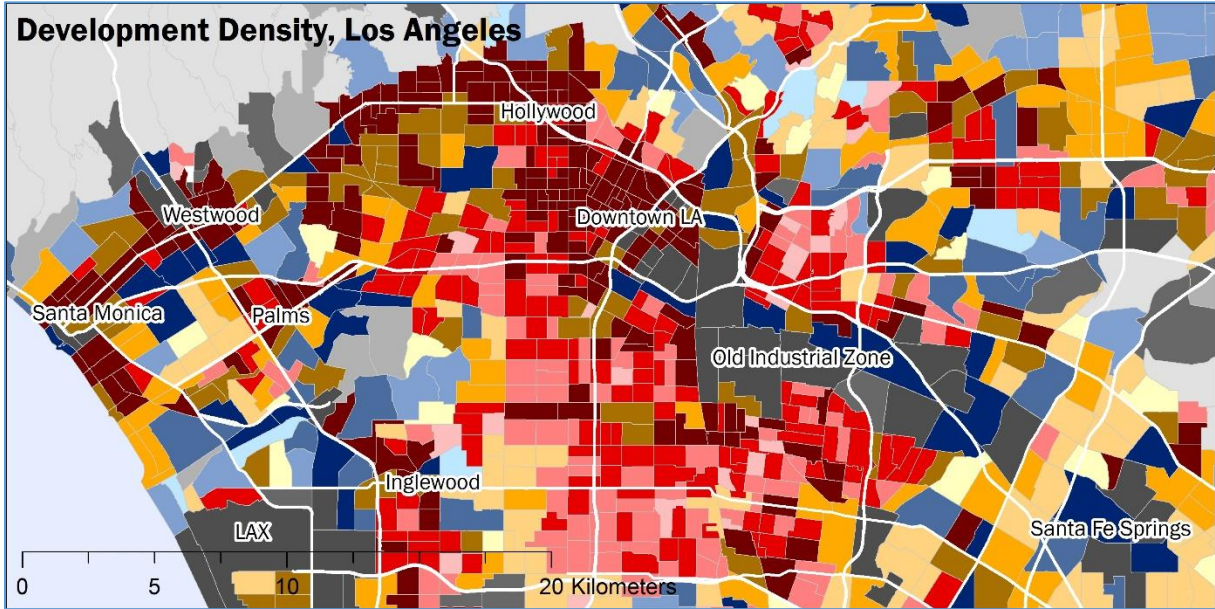 Development Density, Los Angeles
Hollywood
Westwood
Downtown LA
Santa Monica
Palms
Old Industrial Zone
Inglewood
LAX
Santa Fe Springs
0 5 10 20 Kilometers